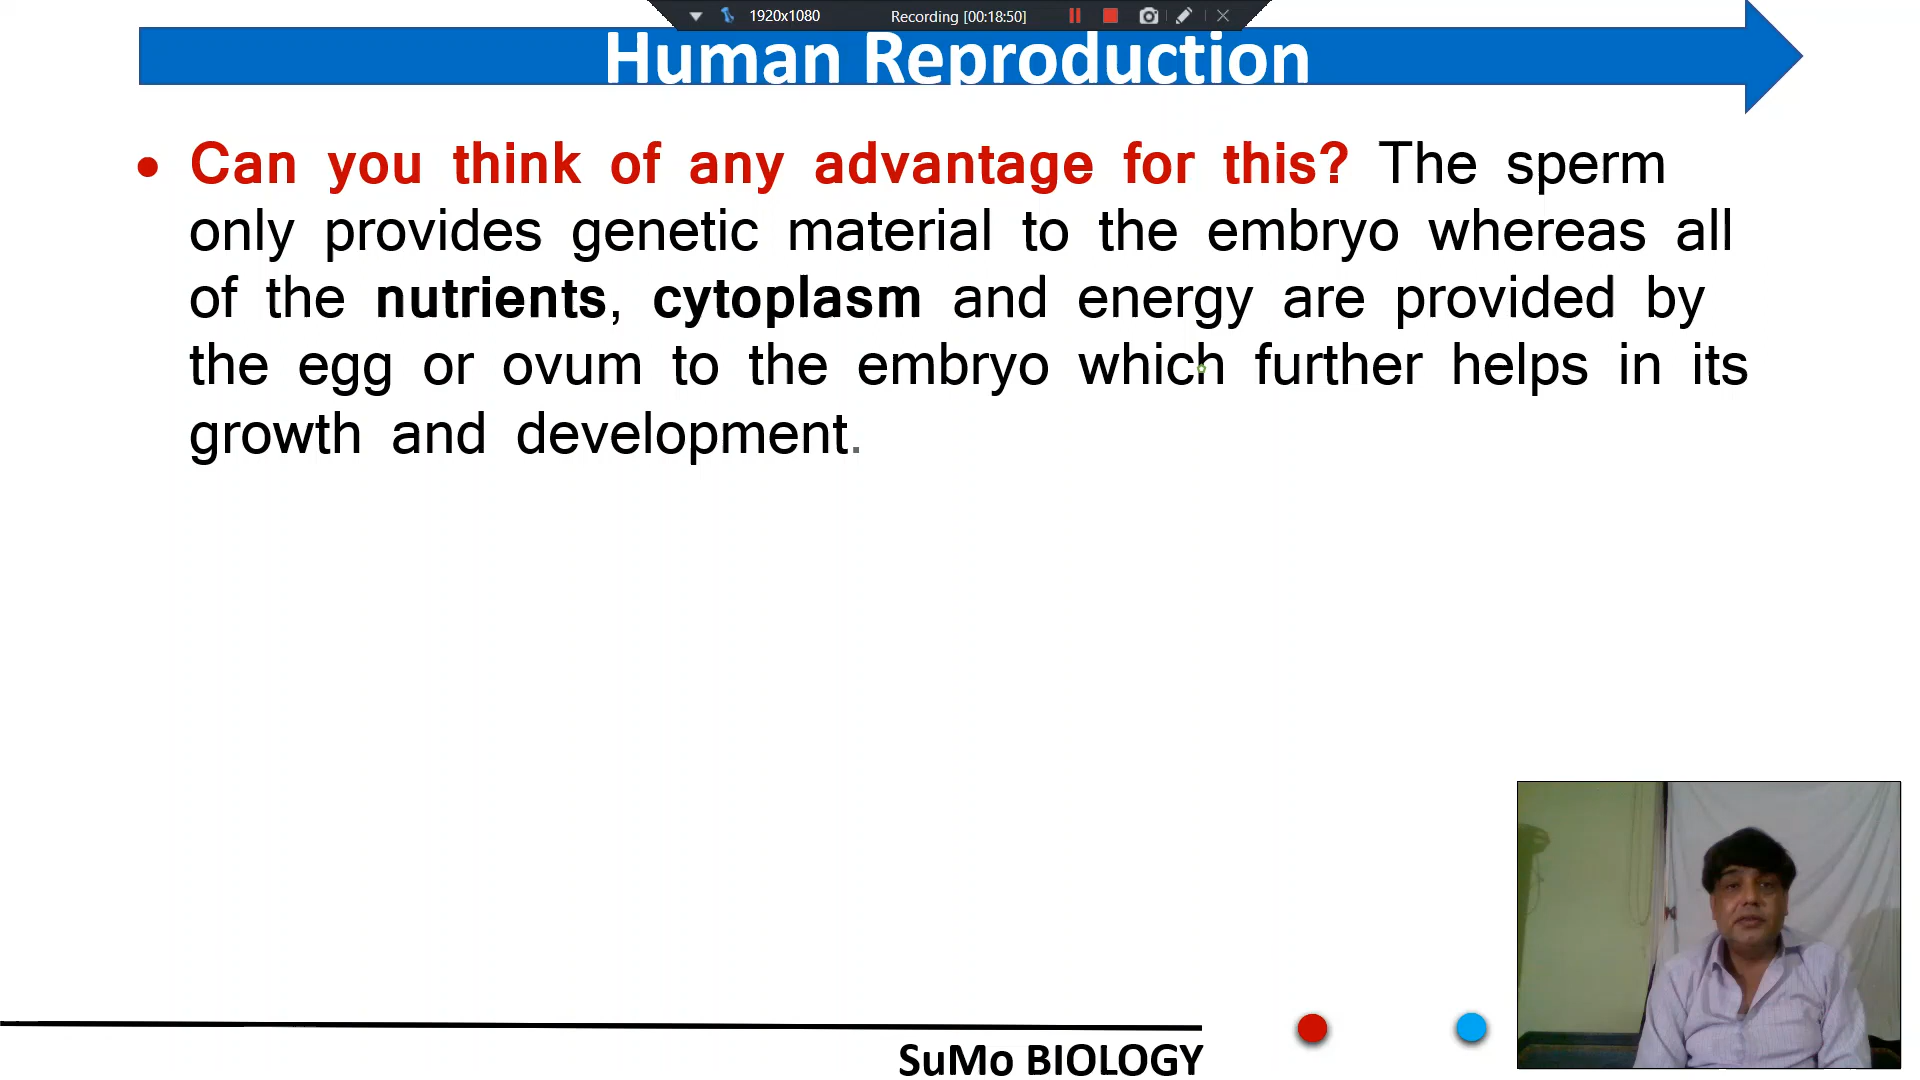 1920x1080 Recording [00:18:50]
Human Reproduction
• Can you think of any advantage for this? The sperm
only provides genetic material to the embryo whereas all
of the nutrients, cytoplasm and energy are provided by
the egg or ovum to the embryo which further helps in its
growth and development.
SuMo BIOLOGY